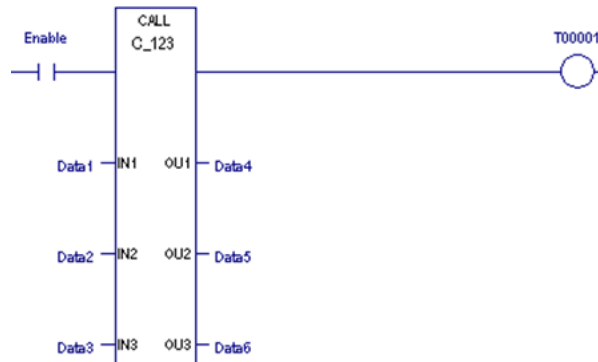 CALL
Enable
C_123
T00001
Data1 IN1 OU1 Data4
Data2 IN2 OU2 Data5
Data3 IN3 OU3 Data6